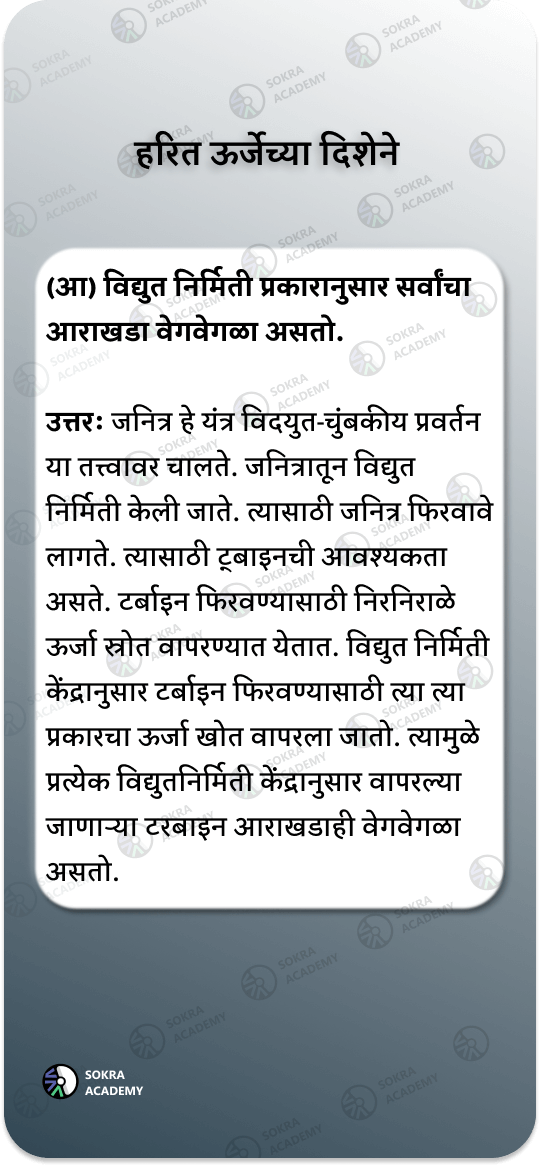 हरित ऊर्जेच्या दिशेने
(आ) विद्युत निर्मिती प्रकारानुसार सर्वांचा
आराखडा वेगवेगळा असतो.
उत्तरः जनित्र हे यंत्र विदयुत-चुंबकीय प्रवर्तन
या तत्त्वावर चालते. जनित्रातून विद्युत
निर्मिती केली जाते. त्यासाठी जनित्र फिरवावे
लागते. त्यासाठी ट्बाइनची आवश्यकता
असते. टर्बाइन फिरवण्यासाठी निरनिराळे
ऊर्जा स्रोत वापरण्यात येतात. विद्युत निर्मिती
केंद्रानुसार टर्बाइन फिरवण्यासाठी त्या त्या
प्रकारचा ऊर्जा खोत वापरला जातो. त्यामुळे
प्रत्येक विद्युतनिर्मिती केंद्रानुसार वापरल्या
जाणाऱ्या टरबाइन आराखडाही वेगवेगळा
असतो.
SOKRA
ACADEMY